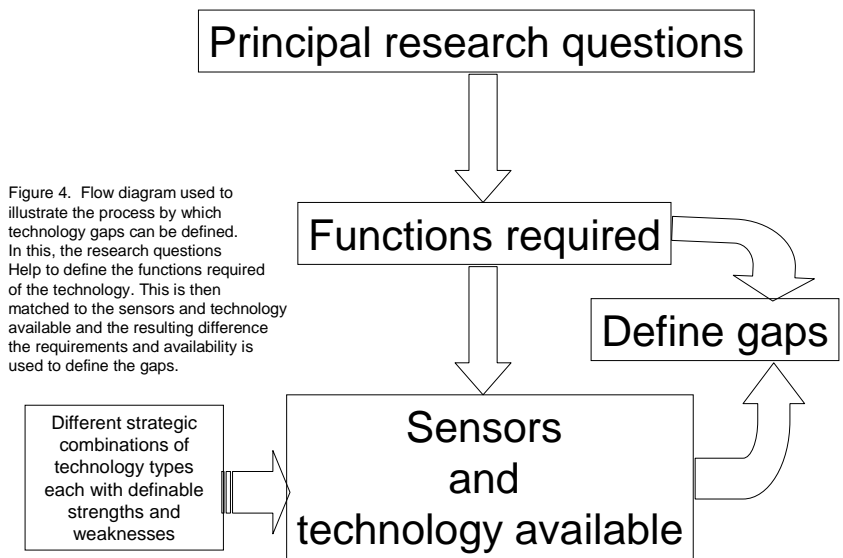 Principal research questions
Figure 4.  Flow diagram used to
illustrate the process by which
technology gaps can be defined.
In this, the research questions
Help to define the functions required
of the technology. This is then
matched to the sensors and technology
available and the resulting difference
the requirements and availability is
used to define the gaps.
Functions required
Define gaps
Different strategic
combinations of
technology types
each with definable
strengths and
weaknesses
Sensors
and
technology available